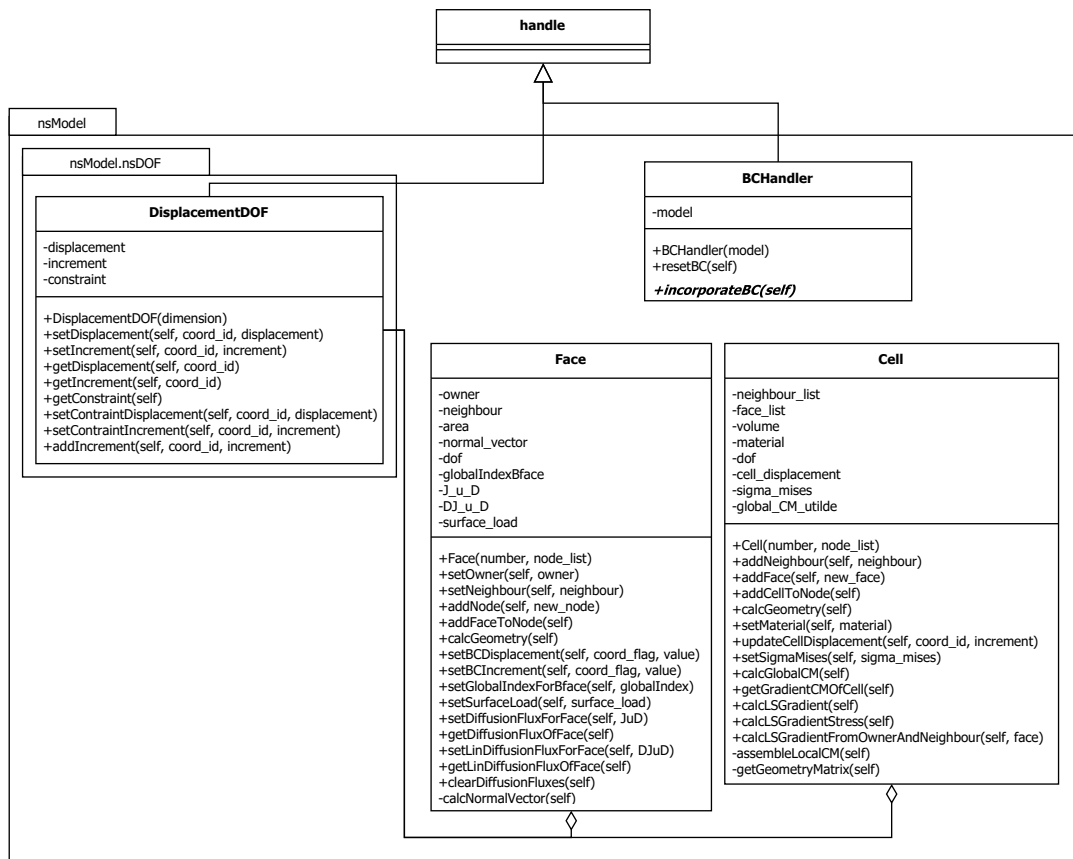 handle
nsModel
nsModel.nsDOF
DisplacementDOF
-displacement
-increment
-constraint
+DisplacementDOF(dimension)
+setDisplacement(self, coord_id, displacement)
+setIncrement(self, coord_id, increment)
+getDisplacement(self, coord_id)
+getIncrement(self, coord_id)
+getConstraint(self)
+setContraintDisplacement(self, coord_id, displacement)
+setContraintIncrement(self, coord_id, increment)
+addIncrement(self, coord_id, increment)
BCHandler
-model
+BCHandler(model)
+resetBC(self)
+incorporateBC(self)
Face
-owner
-neighbour
-area
-normal_vector
-dof
-globalIndexBface
-J_u_D
-DJ_u_D
-surface_load
+Face(number, node_list)
+setOwner(self, owner)
+setNeighbour(self, neighbour)
+addNode(self, new_node)
+addFaceToNode(self)
+calcGeometry(self)
+setBCDisplacement(self, coord_flag, value)
+setBCIncrement(self, coord_flag, value)
+setGlobalIndexForBface(self, globalIndex)
+setSurfaceLoad(self, surface_load)
+setDiffusionFluxForFace(self, JuD)
+getDiffusionFluxOfFace(self)
+setLinDiffusionFluxForFace(self, DJuD)
+getLinDiffusionFluxOfFace(self)
+clearDiffusionFluxes(self)
-calcNormalVector(self)
Cell
-neighbour_list
-face_list
-volume
-material
-dof
-cell_displacement
-sigma_mises
-global_CM_utilde
+Cell(number, node_list)
+addNeighbour(self, neighbour)
+addFace(self, new_face)
+addCellToNode(self)
+calcGeometry(self)
+setMaterial(self, material)
+updateCellDisplacement(self, coord_id, increment)
+setSigmaMises(self, sigma_mises)
+calcGlobalCM(self)
+getGradientCMOfCell(self)
+calcLSGradient(self)
+calcLSGradientStress(self)
+calcLSGradientFromOwnerAndNeighbour(self, face)
-assembleLocalCM(self)
-getGeometryMatrix(self)